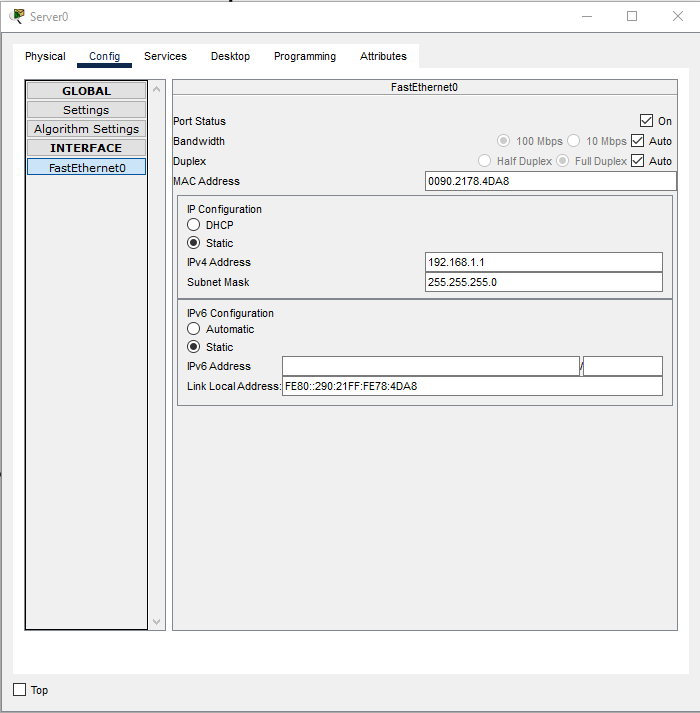 Server0
Physical Config Services Desktop Programming Attributes
GLOBAL
Settings
Algorithm Settings
INTERFACE
FastEthernet0
FastEthernet0
Port Status On
Bandwidth 100 Mbps 10 Mbps Auto
Duplex Half Duplex Full Duplex Auto
MAC Address 0090.2178.4DA8
IP Configuration
DHCP
Static
IPv4 Address 192.168.1.1
Subnet Mask 255.255.255.0
IPv6 Configuration
Automatic
Static
IPv6 Address /
Link Local Address: FE80::290:21FF:FE78:4DA8
Top